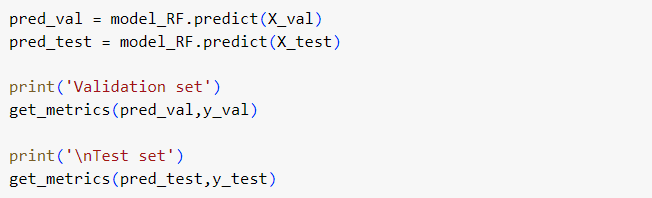 pred_val = model_RF.predict(X_val)
pred_test = model_RF.predict(X_test)
print('Validation set')
get_metrics(pred_val,y_val)
print('\nTest set')
get_metrics(pred_test,y_test)